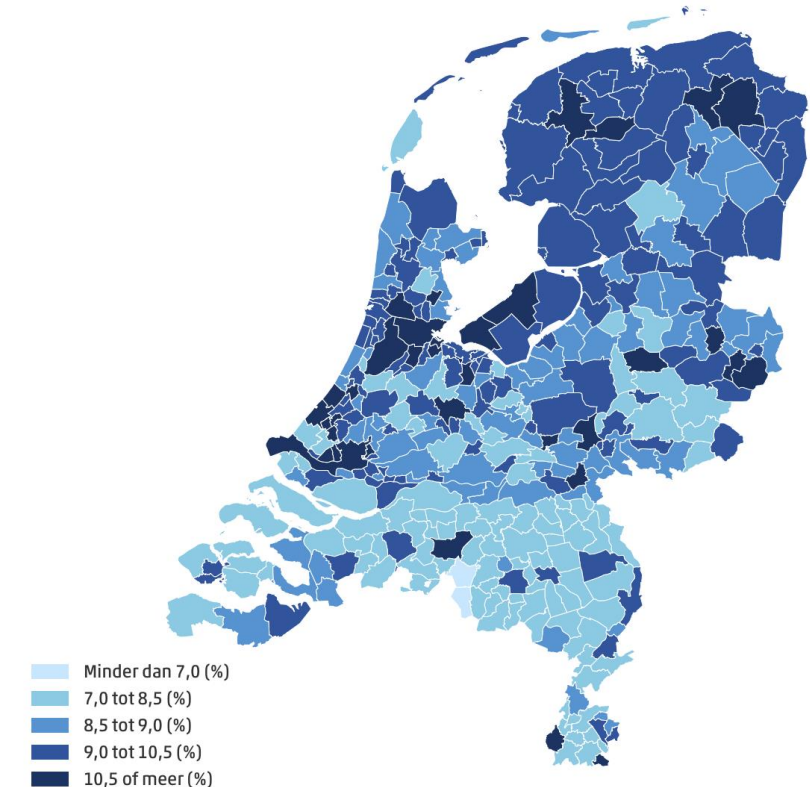 Minder dan 7,0 (%)
7,0 tot 8,5 (%)
8,5 tot 9,0 (%)
9,0 tot 10,5 (%)
10,5 of meer (%)